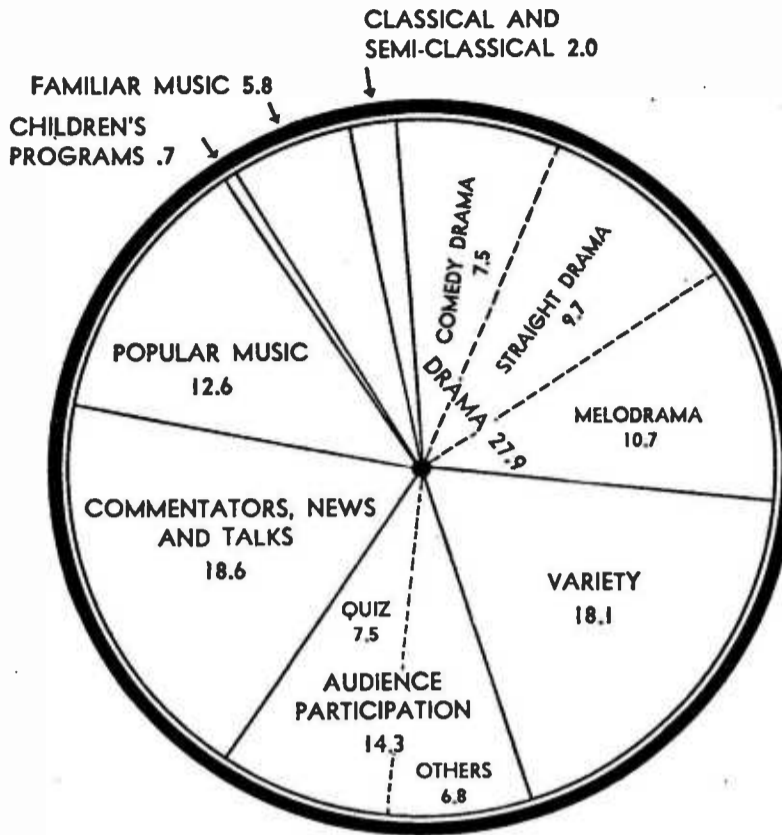 CLASSICAL AND
SEMI-CLASSICAL 2.0
FAMILIAR MUSIC 5.8
CHILDREN'S
PROGRAMS .7
COMEDY DRAMA
7.5
STRAIGHT DRAMA
9.7
DRAMA 27.9
MELODRAMA
10.7
POPULAR MUSIC
12.6
COMMENTATORS, NEWS
AND TALKS
18.6
VARIETY
18.1
QUIZ
7.5
AUDIENCE
PARTICIPATION
14.3
OTHERS
6.8